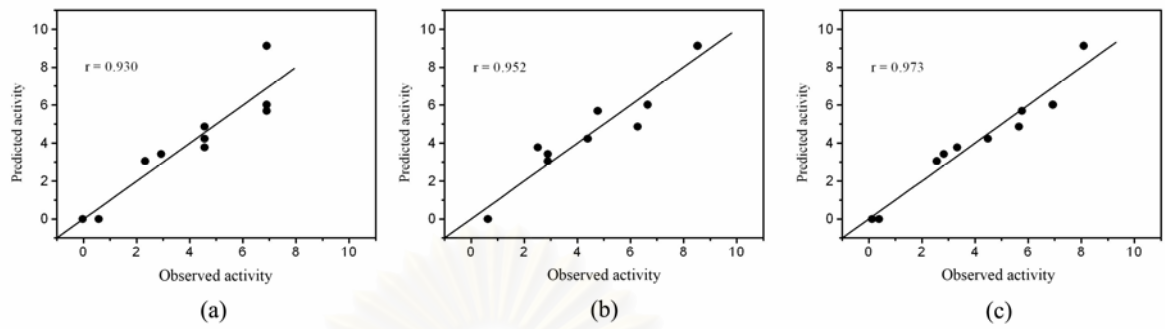 10
8
6
4
2
0
Predicted activity
r = 0.930
0 2 4 6 8 10
Observed activity
(a)
10
8
6
4
2
0
Predicted activity
r = 0.952
0 2 4 6 8 10
Observed activity
(b)
10
8
6
4
2
0
Predicted activity
r = 0.973
0 2 4 6 8 10
Observed activity
(c)